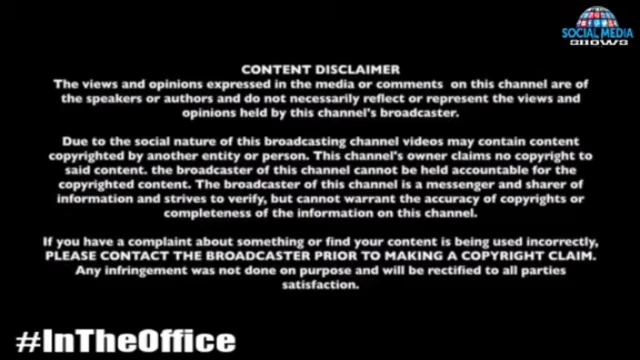 SOCIAL MEDIA
SHOWS
CONTENT DISCLAIMER
The views and opinions expressed in the media or comments on this channel are of
the speakers or authors and do not necessarily reflect or represent the views and
opinions held by this channel's broadcaster.
Due to the social nature of this broadcasting channel videos may contain content
copyrighted by another entity or person. This channel's owner claims no copyright to
said content. the broadcaster of this channel cannot be held accountable for the
copyrighted content. The broadcaster of this channel is a messenger and sharer of
information and strives to verify, but cannot warrant the accuracy of copyrights or
completeness of the information on this channel.
If you have a complaint about something or find your content is being used incorrectly,
PLEASE CONTACT THE BROADCASTER PRIOR TO MAKING A COPYRIGHT CLAIM.
Any infringement was not done on purpose and will be rectified to all parties
satisfaction.
#InTheOffice